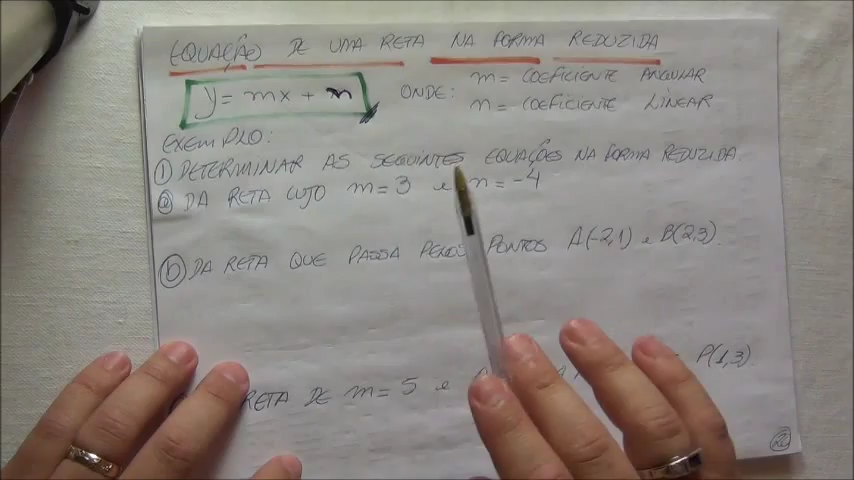 EQUAÇÃO DE UMA RETA NA FORMA REDUZIDA
y = mx + n ONDE: m = COEFICIENTE ANGULAR
n = COEFICIENTE LINEAR
EXEMPLO:
① DETERMINAR AS SEGUINTES EQUAÇÕES NA FORMA REDUZIDA.
ⓐ DA RETA CUJO m = 3 e n = -4
ⓑ DA RETA QUE PASSA PELOS PONTOS A(-2,1) e B(2,3).
RETA DE m = 5 e P(1,3).
2